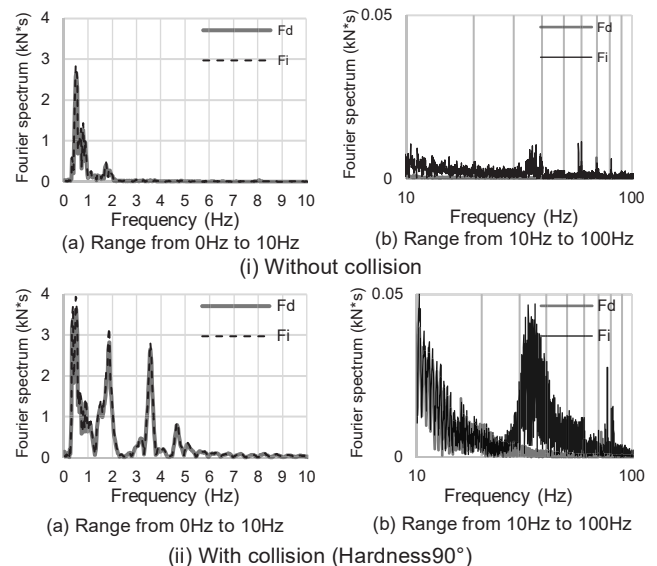 4
3
2
1
0
Fourier spectrum (kN*s)
Fd
Fi
0 1 2 3 4 5 6 7 8 9 10
Frequency (Hz)
(a) Range from 0Hz to 10Hz
0.05
0
Fourier spectrum (kN*s)
Fd
Fi
10 100
Frequency (Hz)
(b) Range from 10Hz to 100Hz
(i) Without collision
4
3
2
1
0
Fourier spectrum (kN*s)
Fd
Fi
0 1 2 3 4 5 6 7 8 9 10
Frequency (Hz)
(a) Range from 0Hz to 10Hz
0.05
0
Fourier spectrum (kN*s)
Fd
Fi
10 100
Frequency (Hz)
(b) Range from 10Hz to 100Hz
(ii) With collision (Hardness90°)